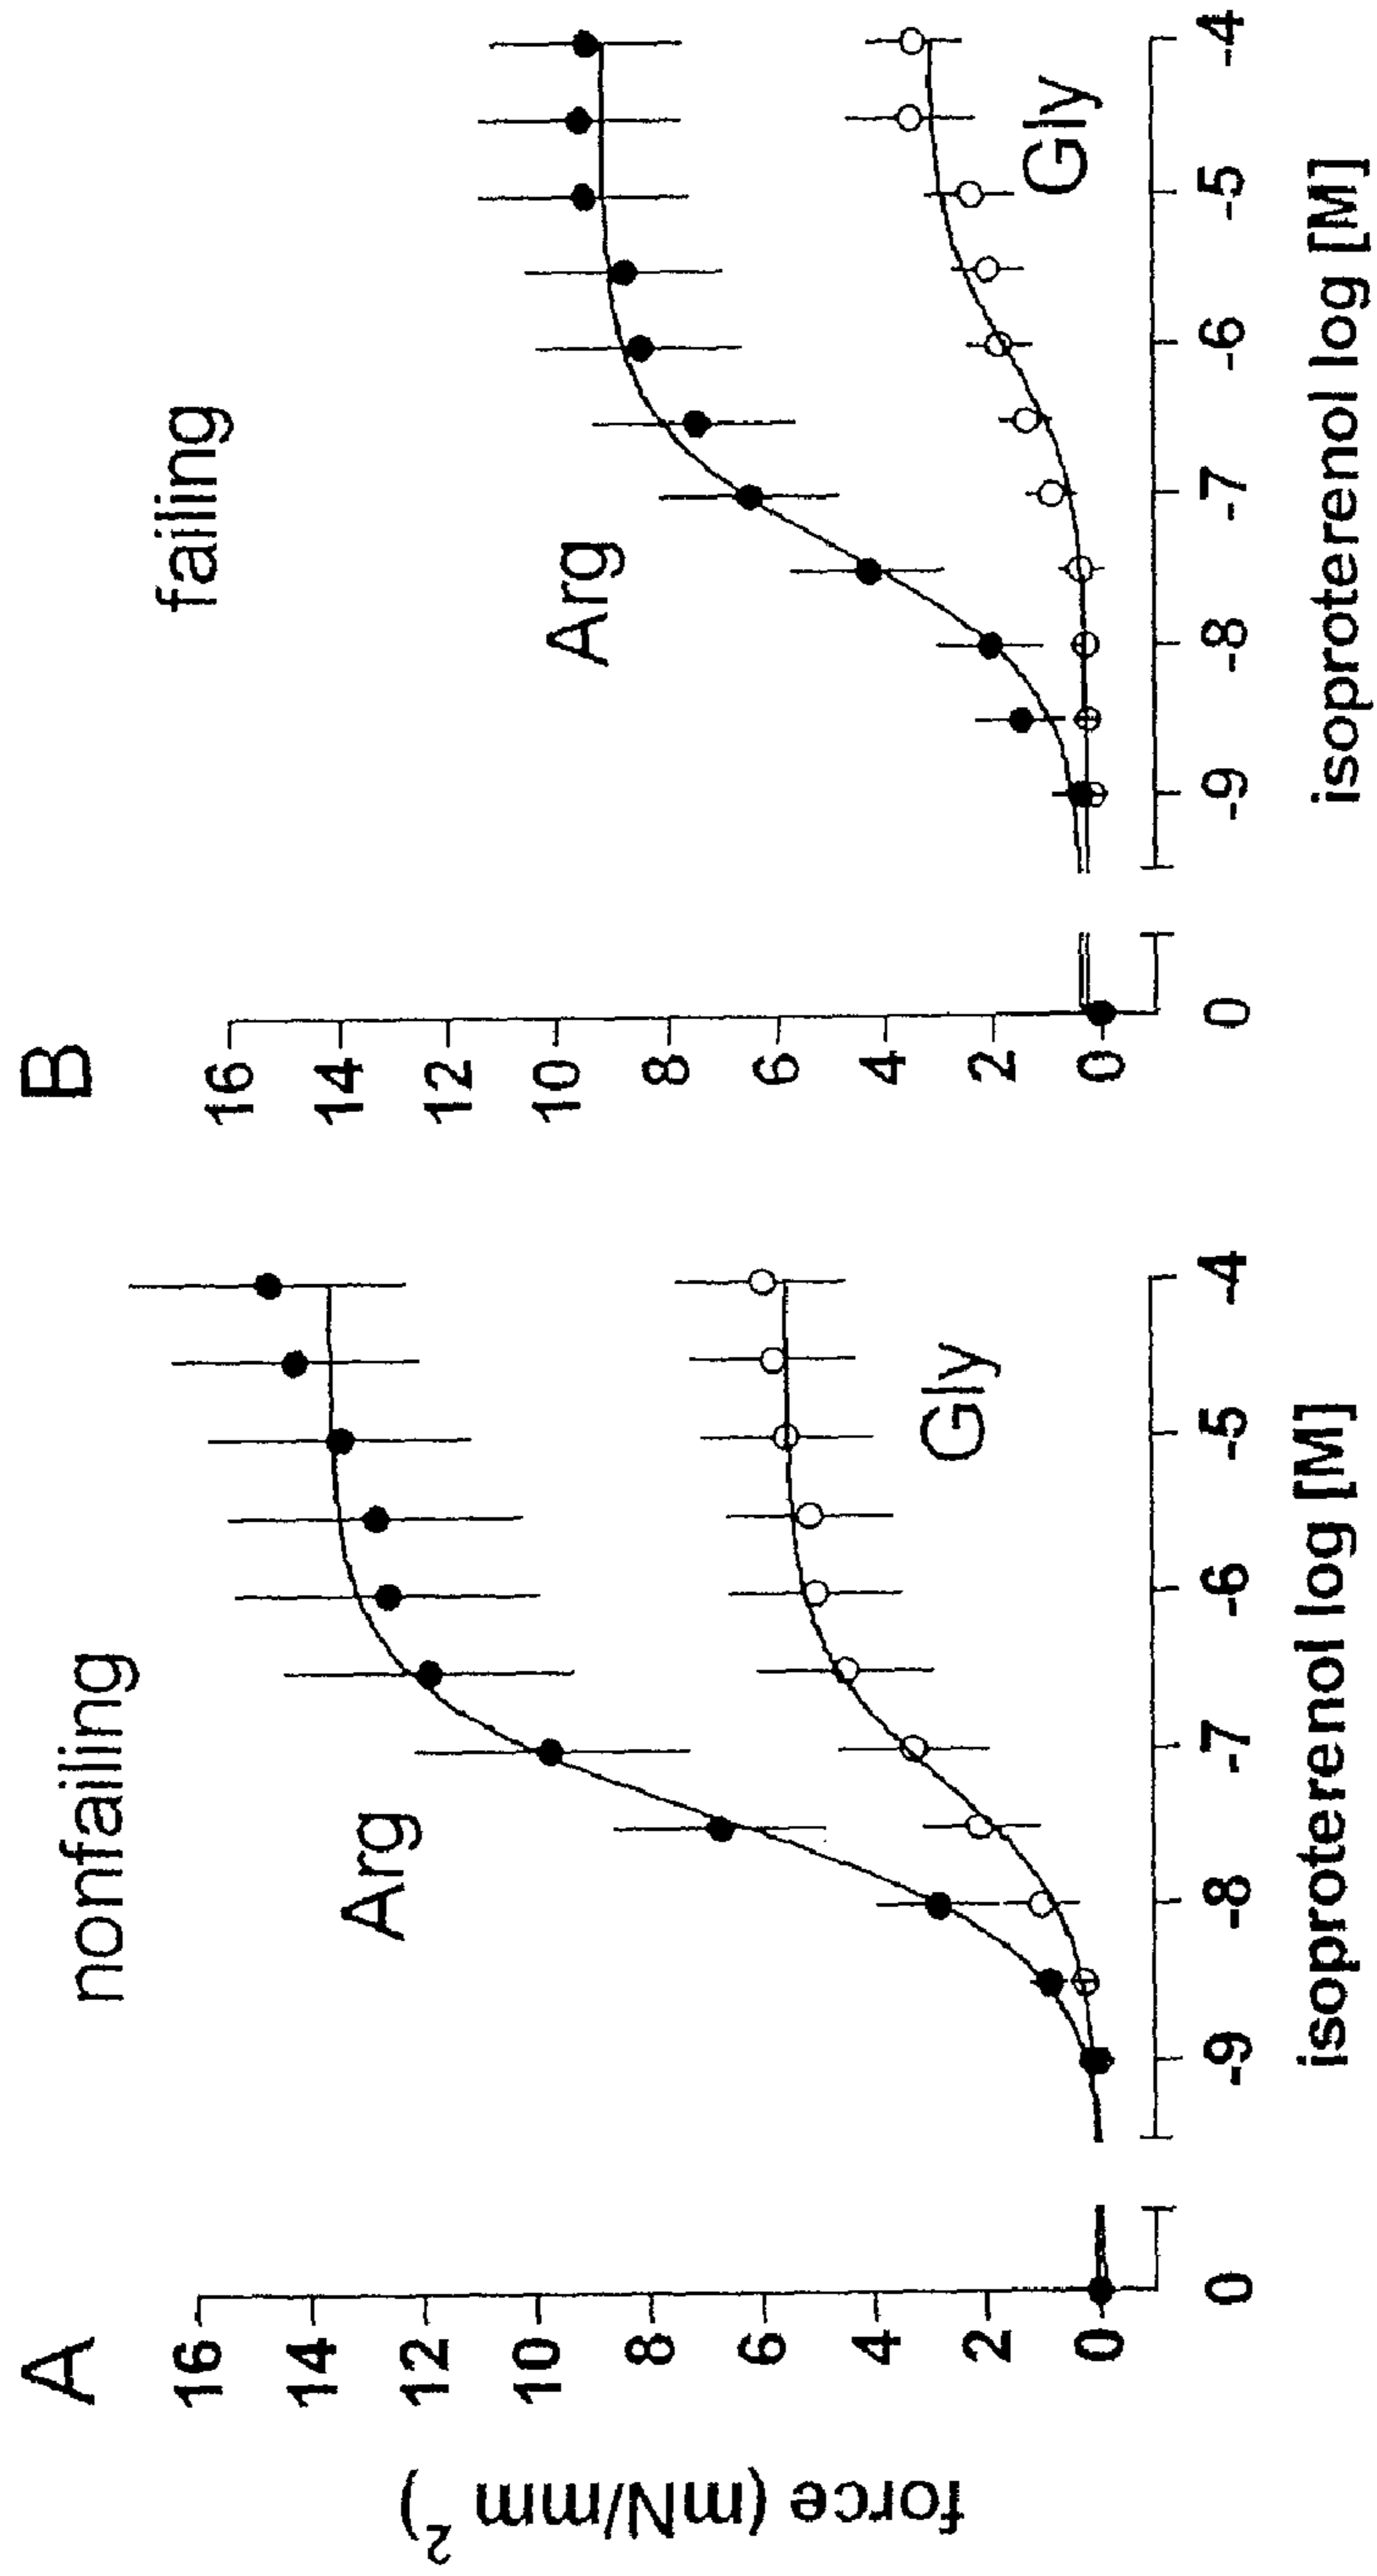 A
nonfailing
force (mN/mm 2)
16
14
12
10
8
6
4
2
0
Arg
Gly
0 -9 -8 -7 -6 -5 -4
isoproterenol log [M]
B
failing
16
14
12
10
8
6
4
2
0
Arg
Gly
0 -9 -8 -7 -6 -5 -4
isoproterenol log [M]